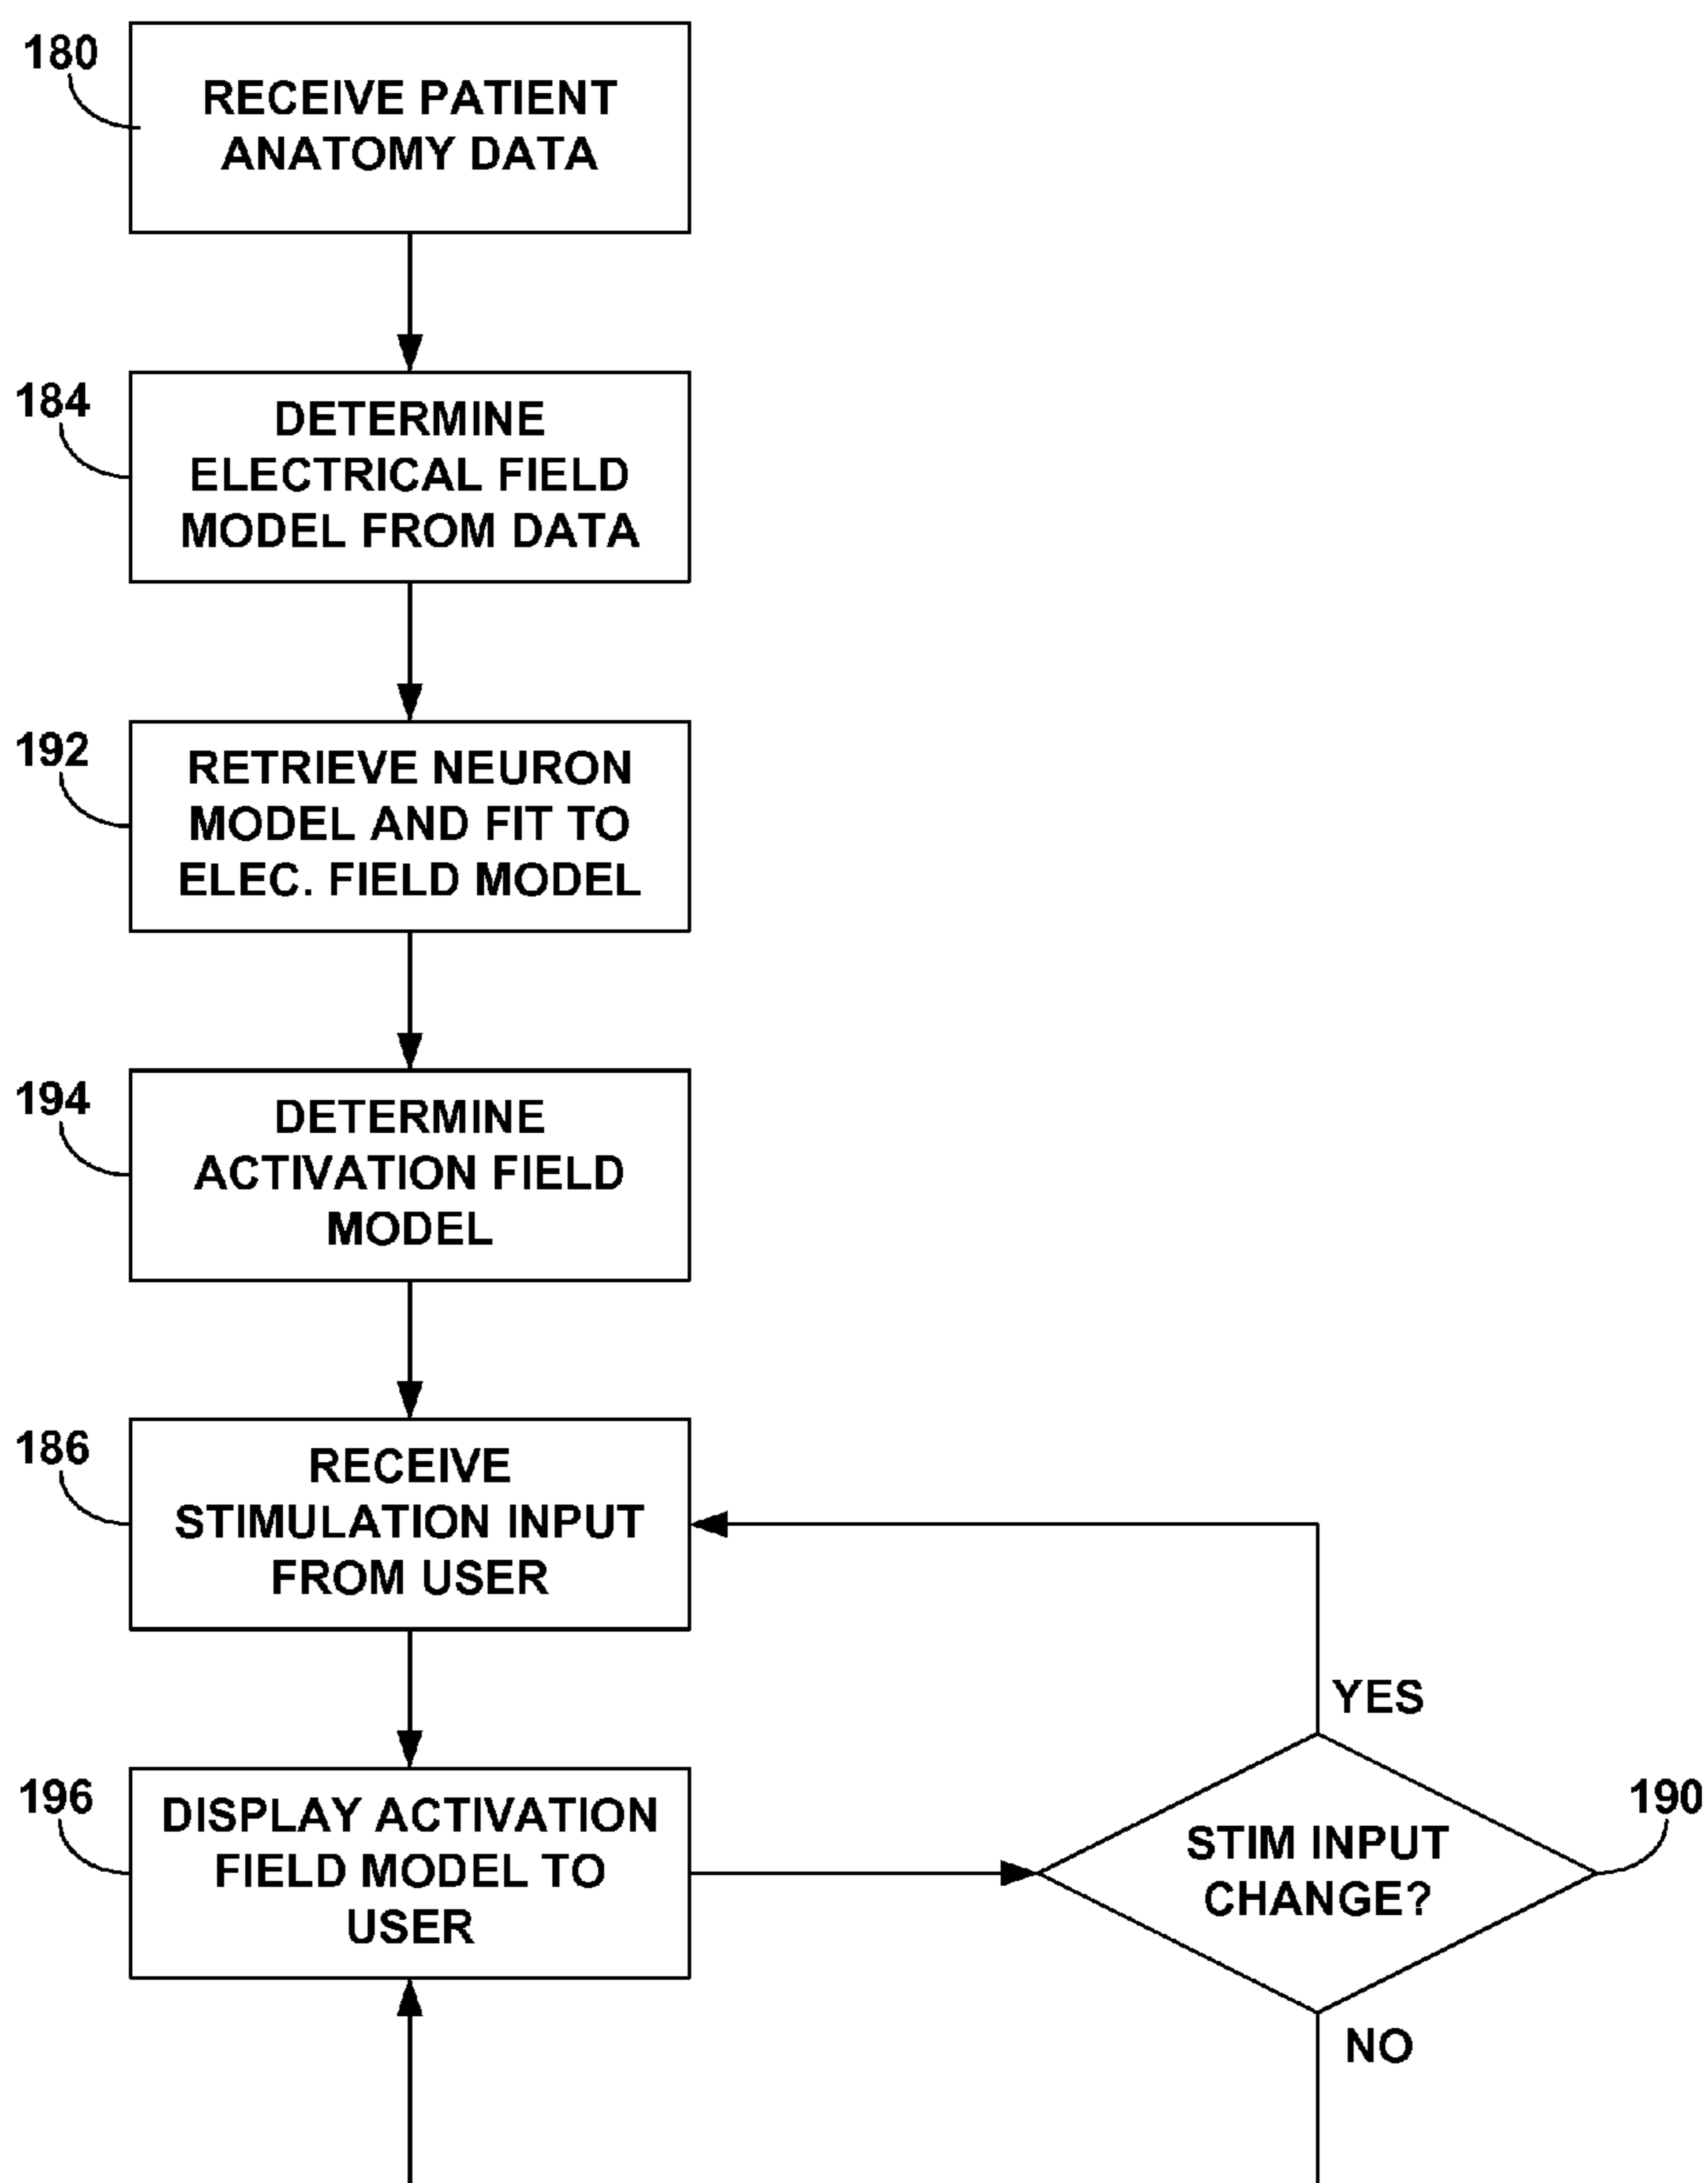 180
RECEIVE PATIENT
ANATOMY DATA
184
DETERMINE
ELECTRICAL FIELD
MODEL FROM DATA
192
RETRIEVE NEURON
MODEL AND FIT TO
ELEC. FIELD MODEL
194
DETERMINE
ACTIVATION FIELD
MODEL
186
RECEIVE
STIMULATION INPUT
FROM USER
YES
196
DISPLAY ACTIVATION
FIELD MODEL TO
USER
STIM INPUT
CHANGE?
190
NO